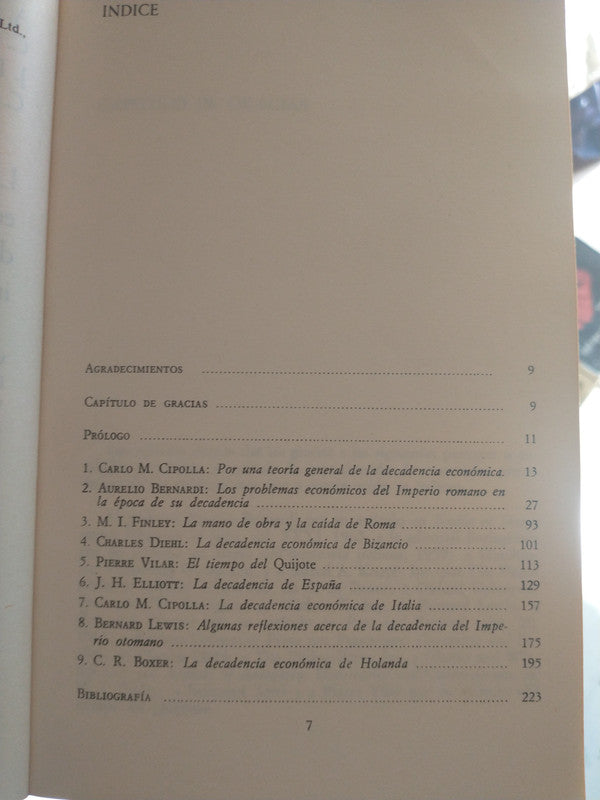 Ltd.,
INDICE
AGRADECIMIENTOS ........ 9
CAPÍTULO DE GRACIAS ........ 9
PRÓLOGO ........ 11
1. CARLO M. CIPOLLA: Por una teoría general de la decadencia económica. 13
2. AURELIO BERNARDI: Los problemas económicos del Imperio romano en
la época de su decadencia ........ 27
3. M. I. FINLEY: La mano de obra y la caída de Roma ........ 93
4. CHARLES DIEHL: La decadencia económica de Bizancio ........ 101
5. PIERRE VILAR: El tiempo del Quijote ........ 113
6. J. H. ELLIOTT: La decadencia de España ........ 129
7. CARLO M. CIPOLLA: La decadencia económica de Italia ........ 157
8. BERNARD LEWIS: Algunas reflexiones acerca de la decadencia del Impe-
rio otomano ........ 175
9. C. R. BOXER: La decadencia económica de Holanda ........ 195
BIBLIOGRAFÍA ........ 223
7